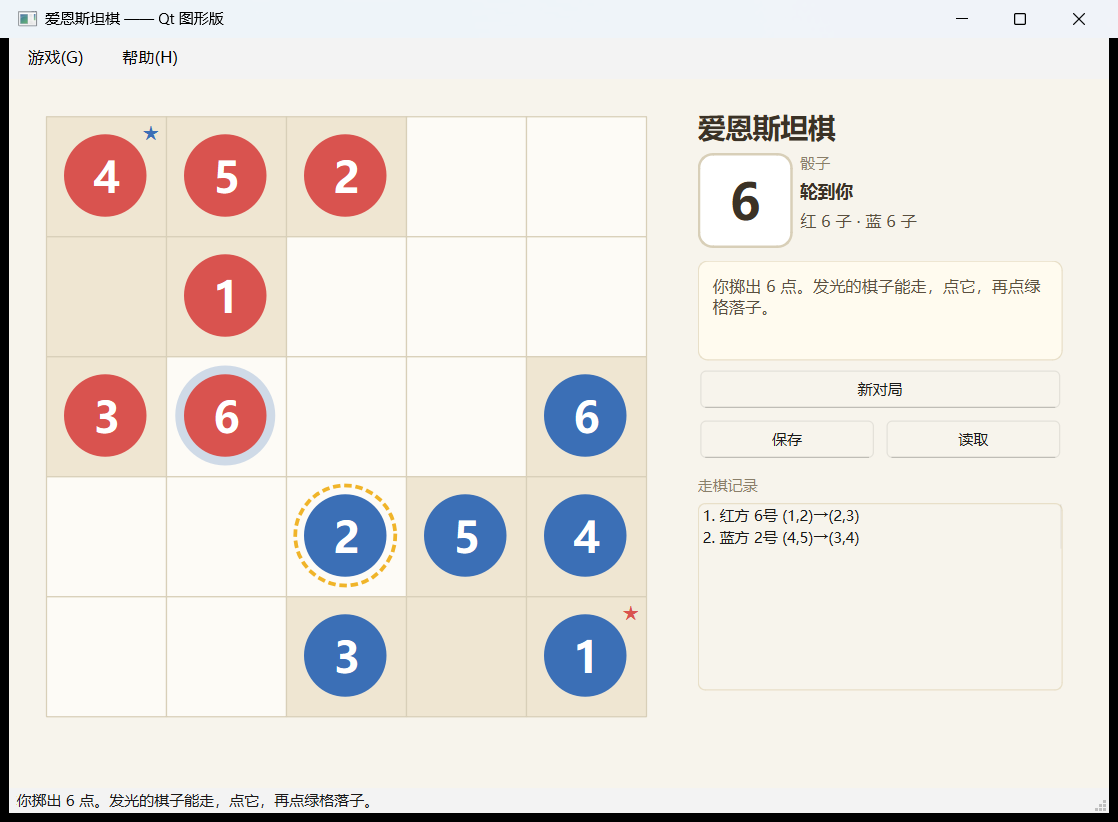 爱恩斯坦棋 —— Qt 图形版
游戏(G) 帮助(H)
4 5 2
1
3 6 6
2 5 4
3 1
爱恩斯坦棋
6
骰子
轮到你
红 6 子 · 蓝 6 子
你掷出 6 点。发光的棋子能走，点它，再点绿
格落子。
新对局
保存 读取
走棋记录
1. 红方 6号 (1,2)→(2,3)
2. 蓝方 2号 (4,5)→(3,4)
你掷出 6 点。发光的棋子能走，点它，再点绿格落子。